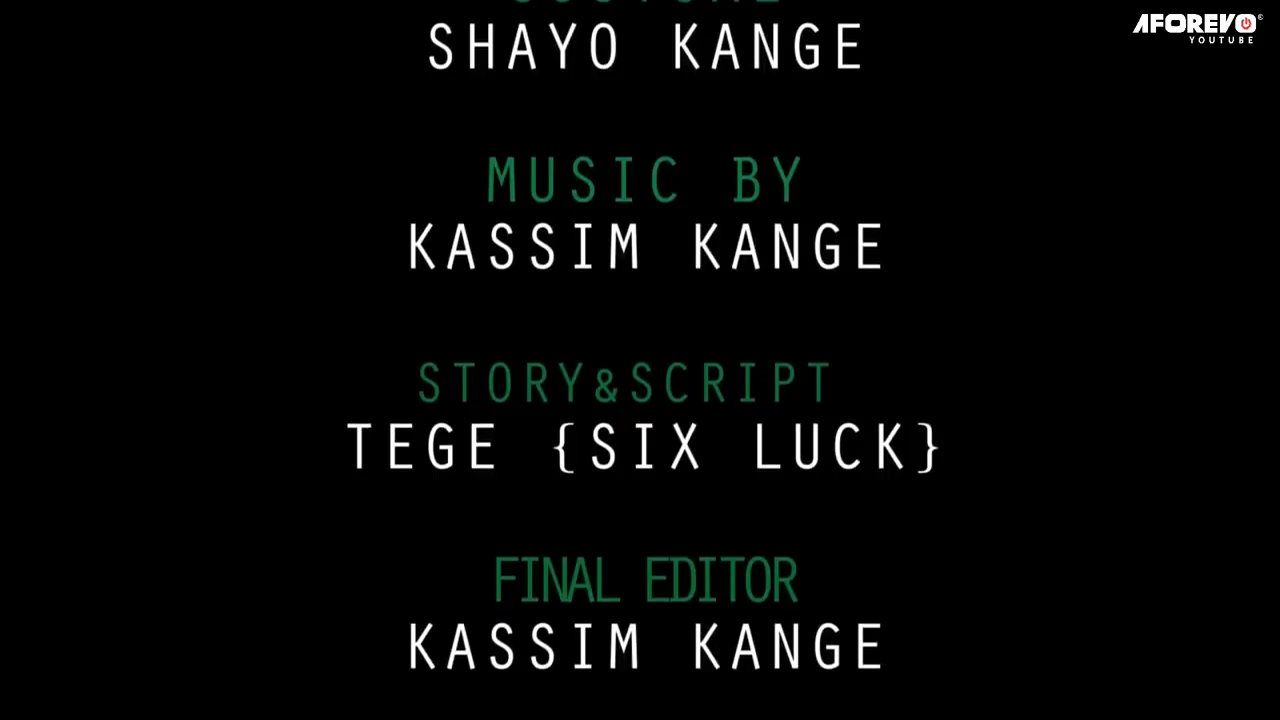 AFOREVO
YOUTUBE
SHAYO KANGE
MUSIC BY
KASSIM KANGE
STORY&SCRIPT
TEGE {SIX LUCK}
FINAL EDITOR
KASSIM KANGE